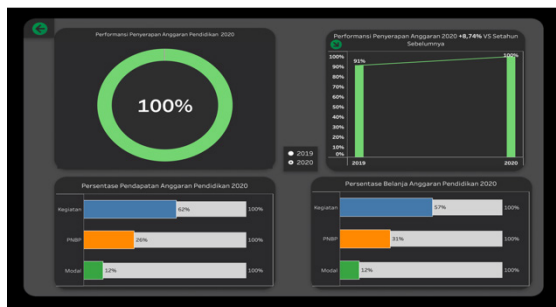 Performansi Penyerapan Anggaran Pendidikan 2020
100%
Performansi Penyerapan Anggaran 2020 +8,74% VS Setahun
Sebelumnya
100%
90%
80%
70%
60%
50%
40%
30%
20%
10%
0%
91%
100%
2019
2020
2019
2020
Persentase Pendapatan Anggaran Pendidikan 2020
Kegiatan
62%
100%
PNBP
26%
100%
Modal
12%
100%
Persentase Belanja Anggaran Pendidikan 2020
Kegiatan
57%
100%
PNBP
31%
100%
Modal
12%
100%